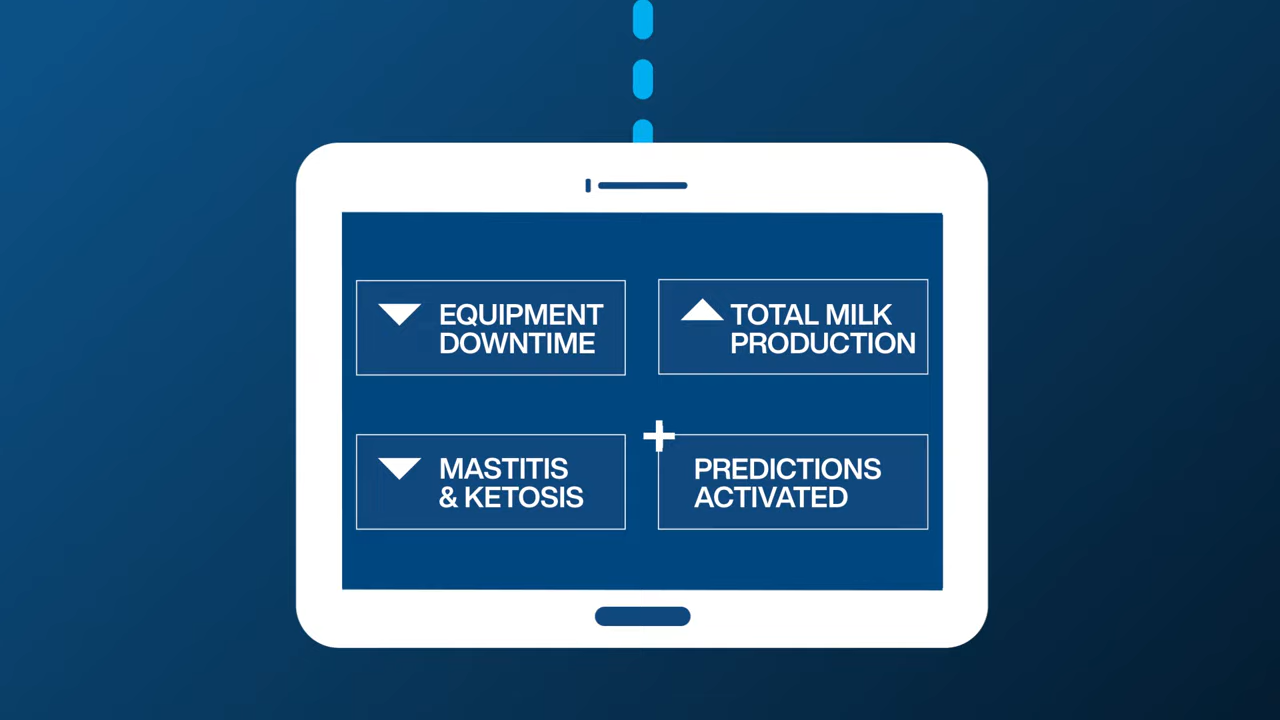 EQUIPMENT
DOWNTIME
TOTAL MILK
PRODUCTION
MASTITIS
& KETOSIS
PREDICTIONS
ACTIVATED